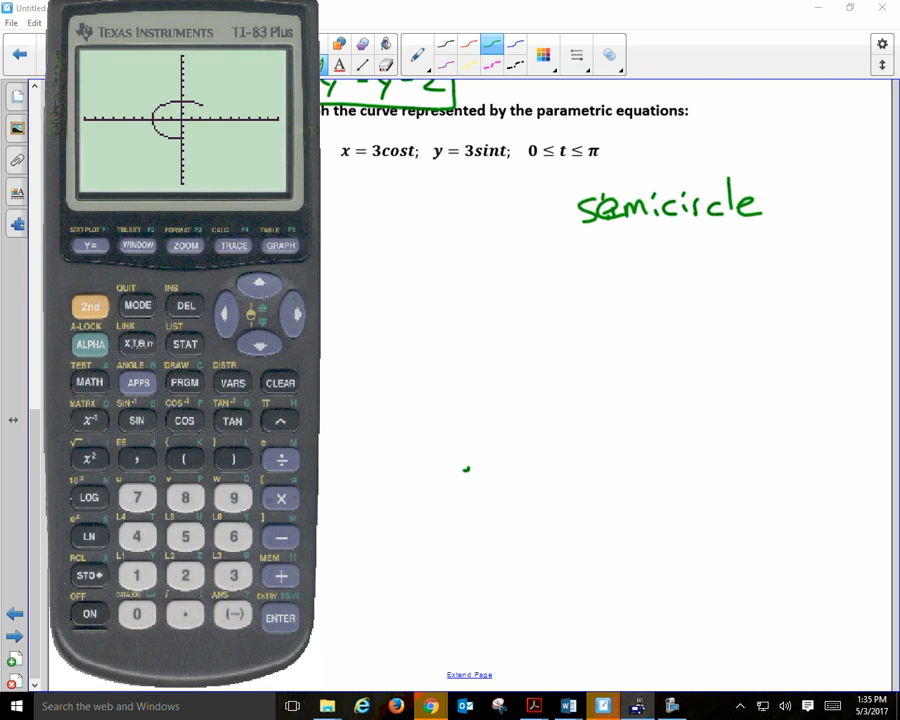 TEXAS INSTRUMENTS TI-83 Plus
File Edit
y² - y - 2
h the curve represented by the parametric equations:
x = 3cost; y = 3sint; 0 ≤ t ≤ π
semicircle
STAT PLOT F1 TBLSET F2 FORMAT F3 CALC F4 TABLE F5
Y= WINDOW ZOOM TRACE GRAPH
QUIT INS
2nd MODE DEL
A-LOCK LINK LIST
ALPHA X,T,Θ,n STAT
TEST A ANGLE B DRAW C DISTR
MATH APPS PRGM VARS CLEAR
MATRX D SIN⁻¹ E COS⁻¹ F TAN⁻¹ G π H
X⁻¹ SIN COS TAN ^
√ I EE J { K } L e M
x² , ( ) ÷
10ˣ N u O v P w Q [ R
LOG 7 8 9 ×
eˣ S L4 T L5 U L6 V ] W
LN 4 5 6 −
RCL X L1 Y L2 Z L3 θ MEM "
STO➔ 1 2 3 +
OFF CATALOG ANS ? ENTRY SOLVE
ON 0 . (−) ENTER
Extend Page
Search the web and Windows
1:35 PM
5/3/2017